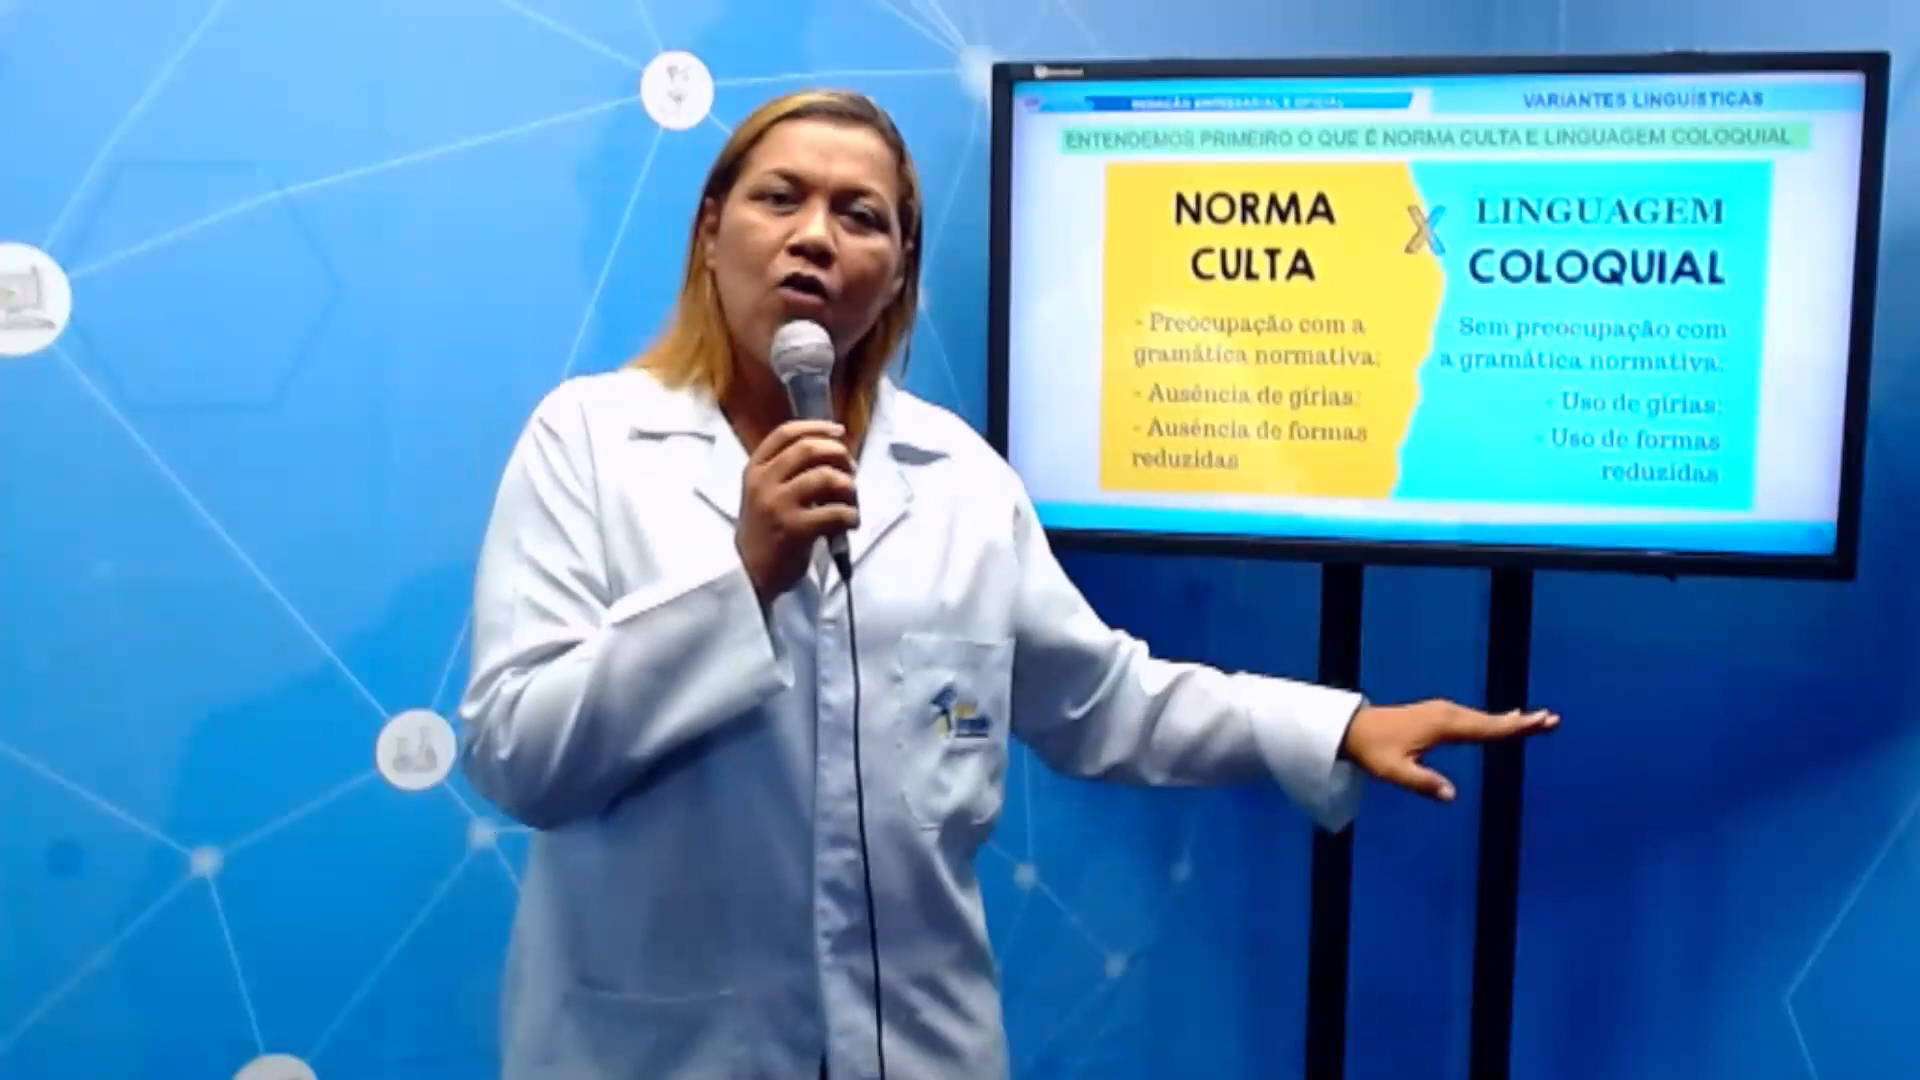 REDAÇÃO EMPRESARIAL E OFICIAL
VARIANTES LINGUÍSTICAS
ENTENDEMOS PRIMEIRO O QUE É NORMA CULTA E LINGUAGEM COLOQUIAL
NORMA
CULTA
- Preocupação com a
gramática normativa;
- Ausência de gírias;
- Ausência de formas
reduzidas
X
LINGUAGEM
COLOQUIAL
- Sem preocupação com
a gramática normativa;
- Uso de gírias;
- Uso de formas
reduzidas